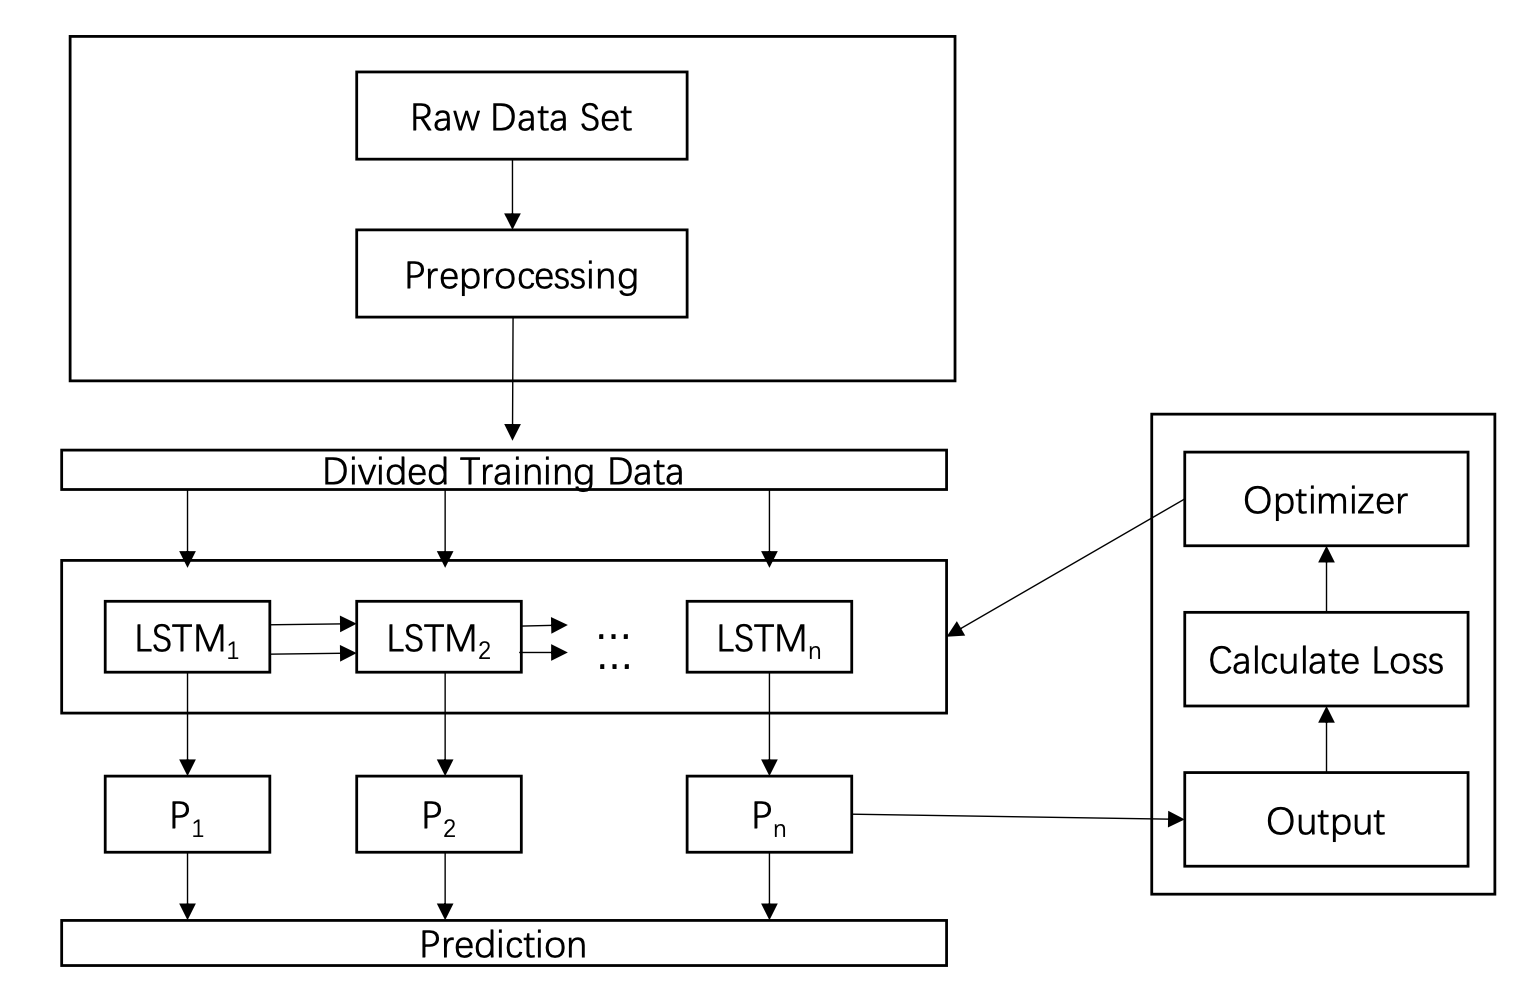 Raw Data Set
Preprocessing
Divided Training Data
LSTM1
LSTM2
...
...
LSTMn
P1
P2
Pn
Prediction
Optimizer
Calculate Loss
Output